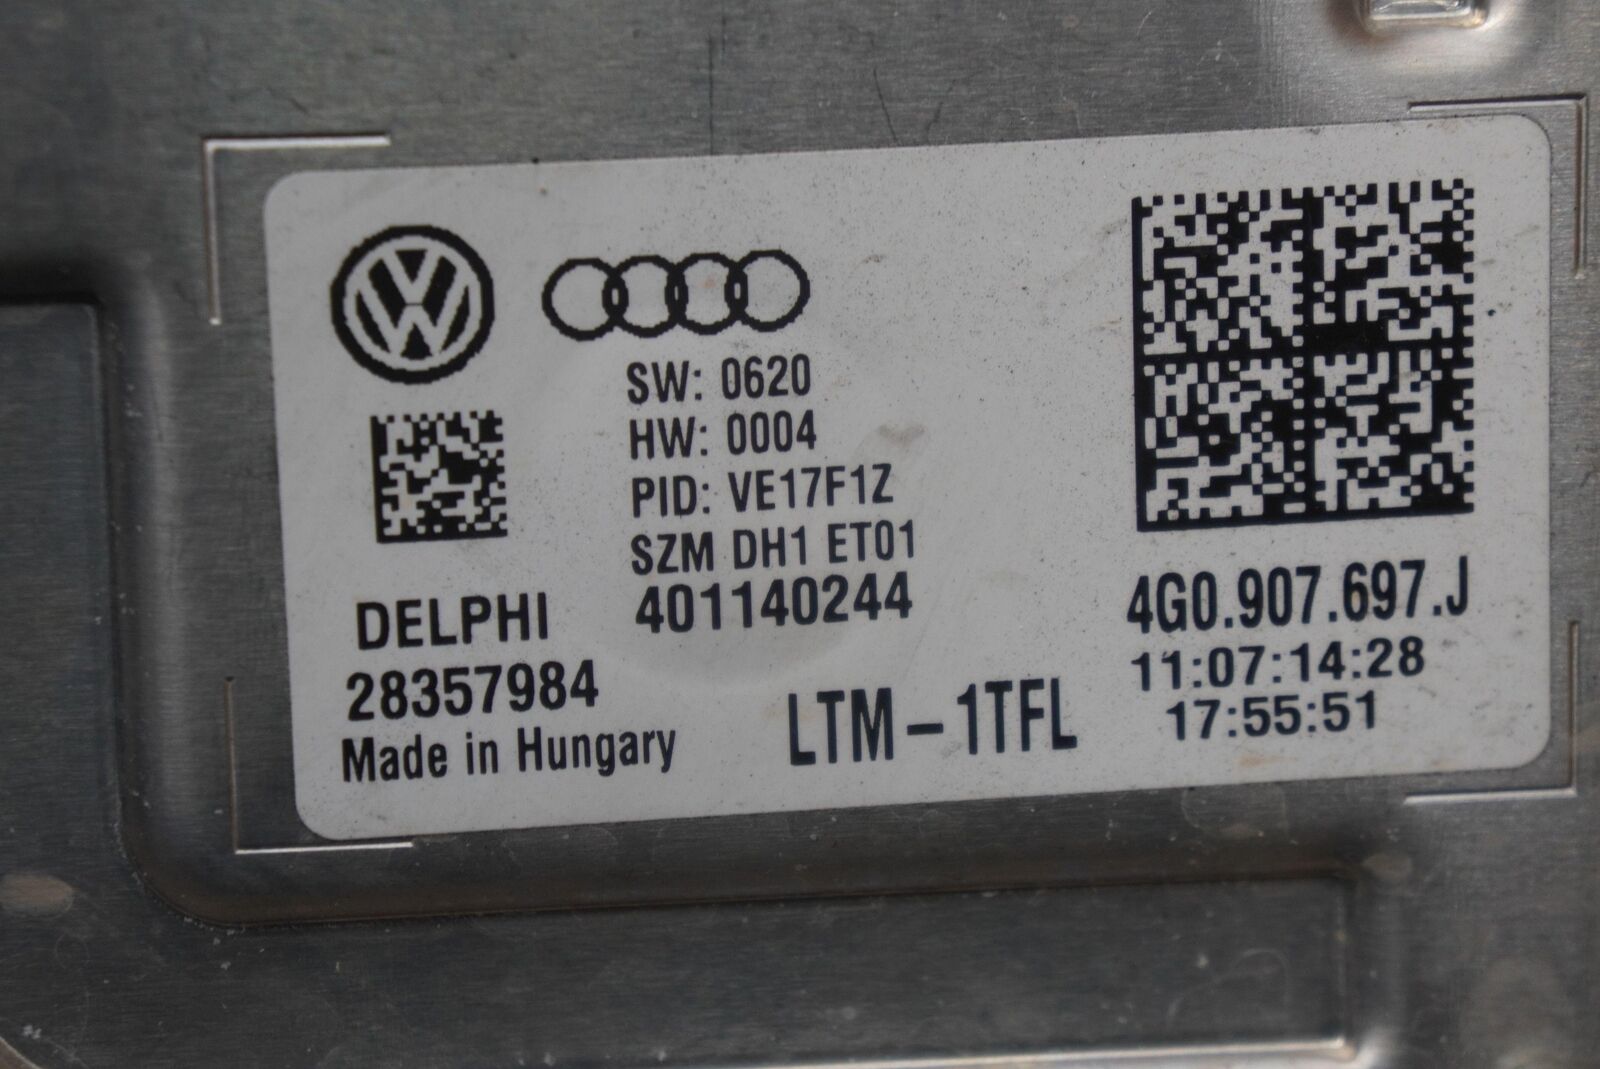 SW: 0620
HW: 0004
PID: VE17F1Z
SZM DH1 ET01
401140244
DELPHI
28357984
Made in Hungary
LTM-1TFL
4G0.907.697.J
11:07:14:28
17:55:51